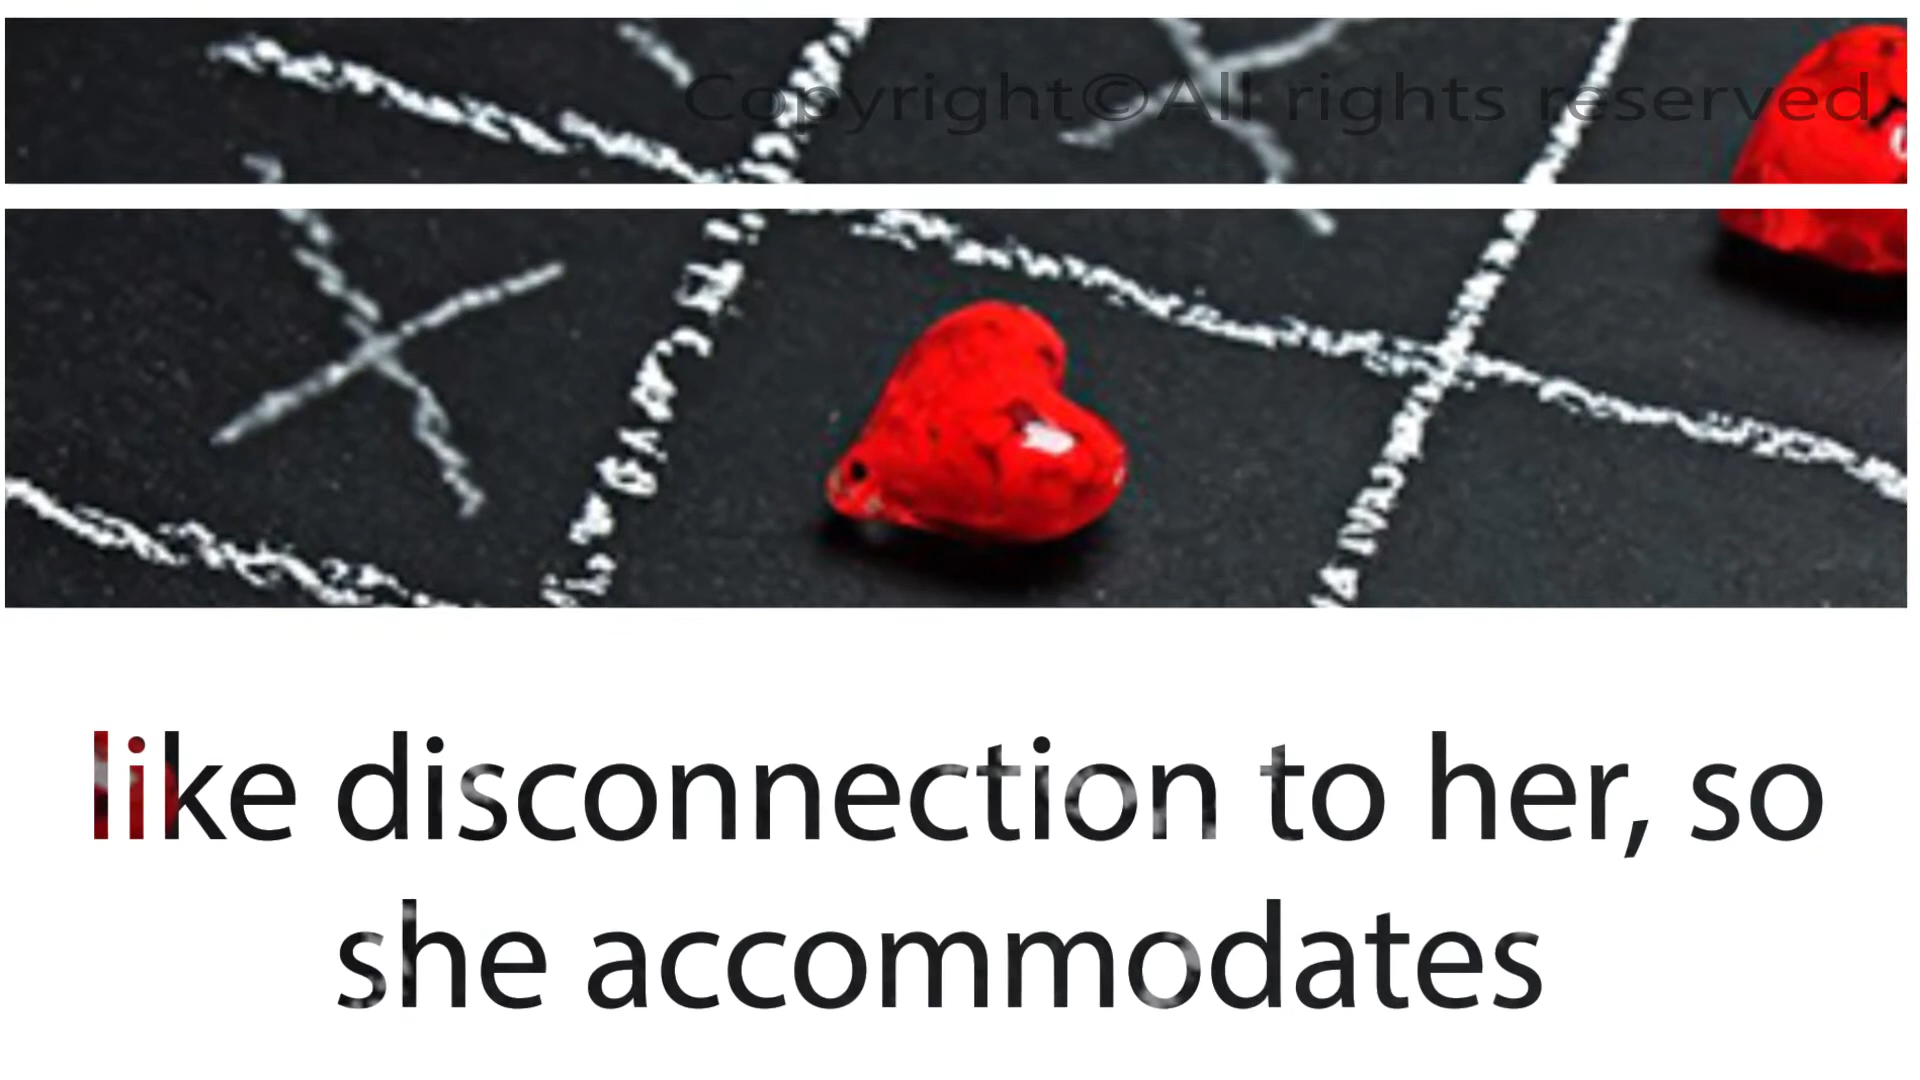 Copyright©All rights reserved
like disconnection to her, so
she accommodates